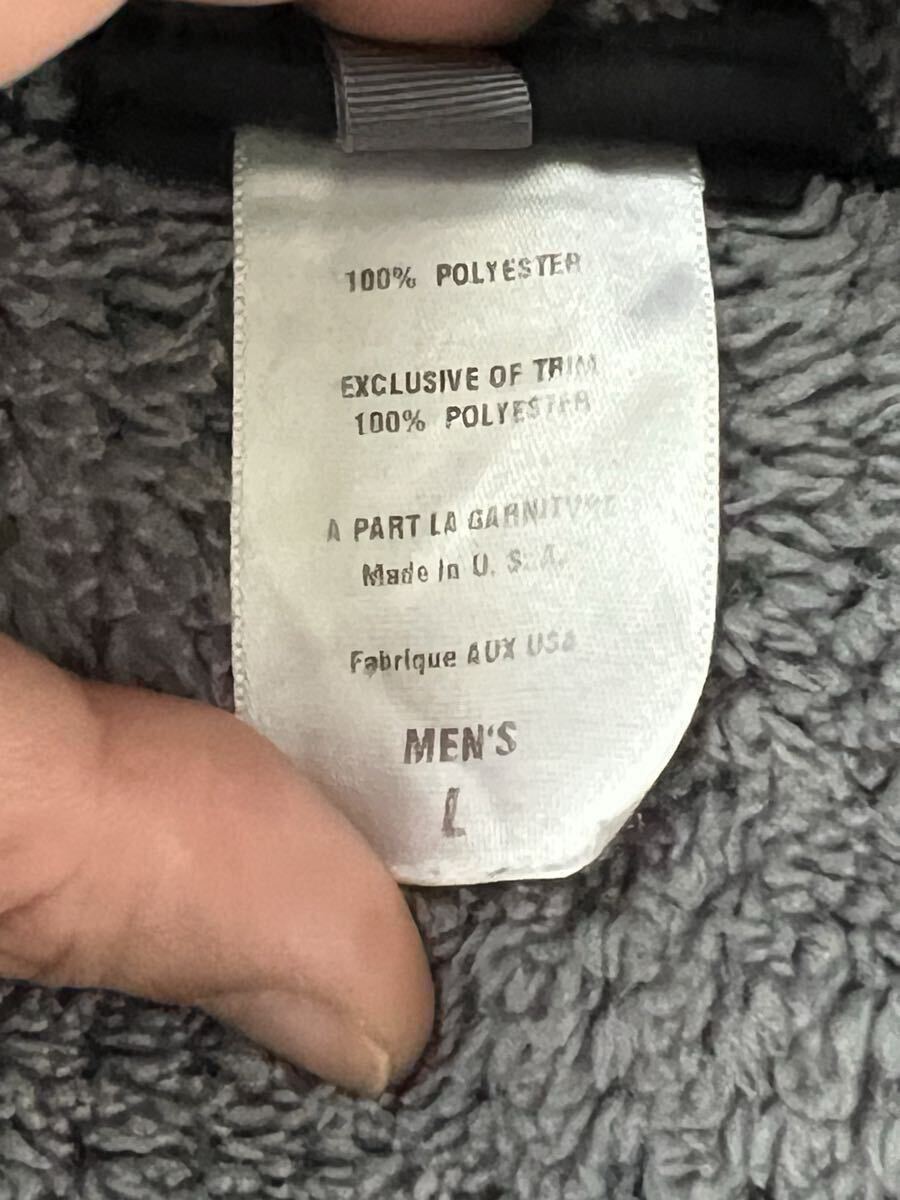 100% POLYESTER
EXCLUSIVE OF TRIM
100% POLYESTER
A PART LA GARNITURE
Made In U. S. A.
Fabrique AUX USA
MEN'S
L